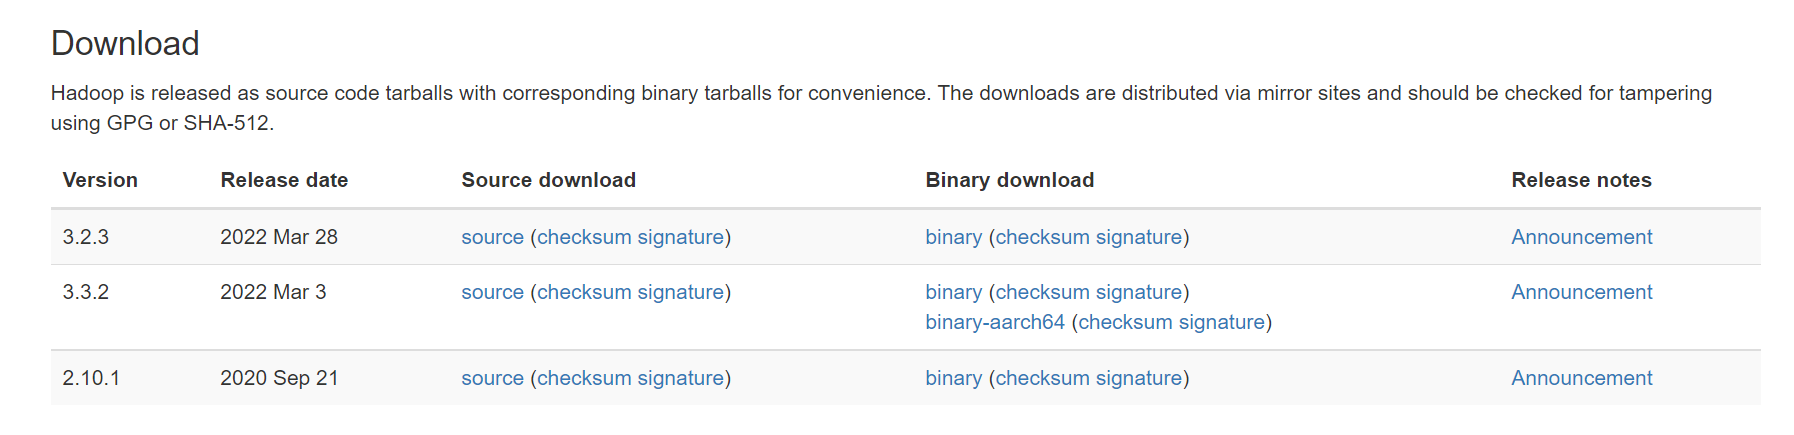 Download
Hadoop is released as source code tarballs with corresponding binary tarballs for convenience. The downloads are distributed via mirror sites and should be checked for tampering
using GPG or SHA-512.
Version Release date Source download Binary download Release notes
3.2.3 2022 Mar 28 source (checksum signature) binary (checksum signature) Announcement
3.3.2 2022 Mar 3 source (checksum signature) binary (checksum signature) Announcement
binary-aarch64 (checksum signature)
2.10.1 2020 Sep 21 source (checksum signature) binary (checksum signature) Announcement